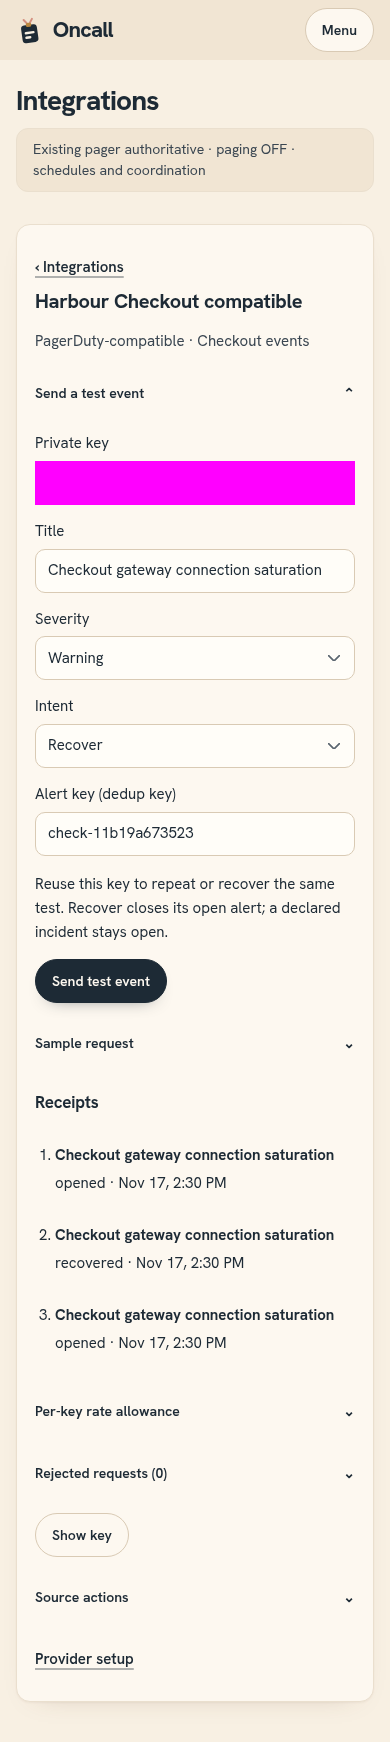 Oncall
Menu
Integrations
Existing pager authoritative · paging OFF ·
schedules and coordination
‹ Integrations
Harbour Checkout compatible
PagerDuty-compatible · Checkout events
Send a test event
Private key
Title
Checkout gateway connection saturation
Severity
Warning
Intent
Recover
Alert key (dedup key)
check-11b19a673523
Reuse this key to repeat or recover the same
test. Recover closes its open alert; a declared
incident stays open.
Send test event
Sample request
Receipts
1. Checkout gateway connection saturation
opened · Nov 17, 2:30 PM
2. Checkout gateway connection saturation
recovered · Nov 17, 2:30 PM
3. Checkout gateway connection saturation
opened · Nov 17, 2:30 PM
Per-key rate allowance
Rejected requests (0)
Show key
Source actions
Provider setup